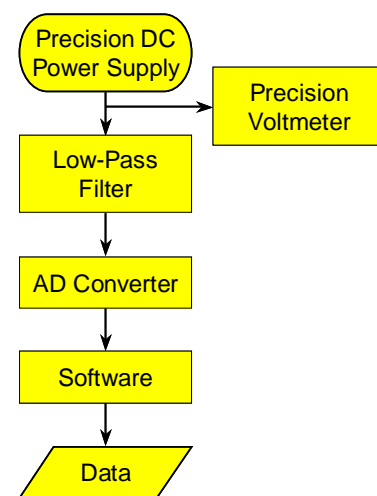 Precision DC
Power Supply
Precision
Voltmeter
Low-Pass
Filter
AD Converter
Software
Data